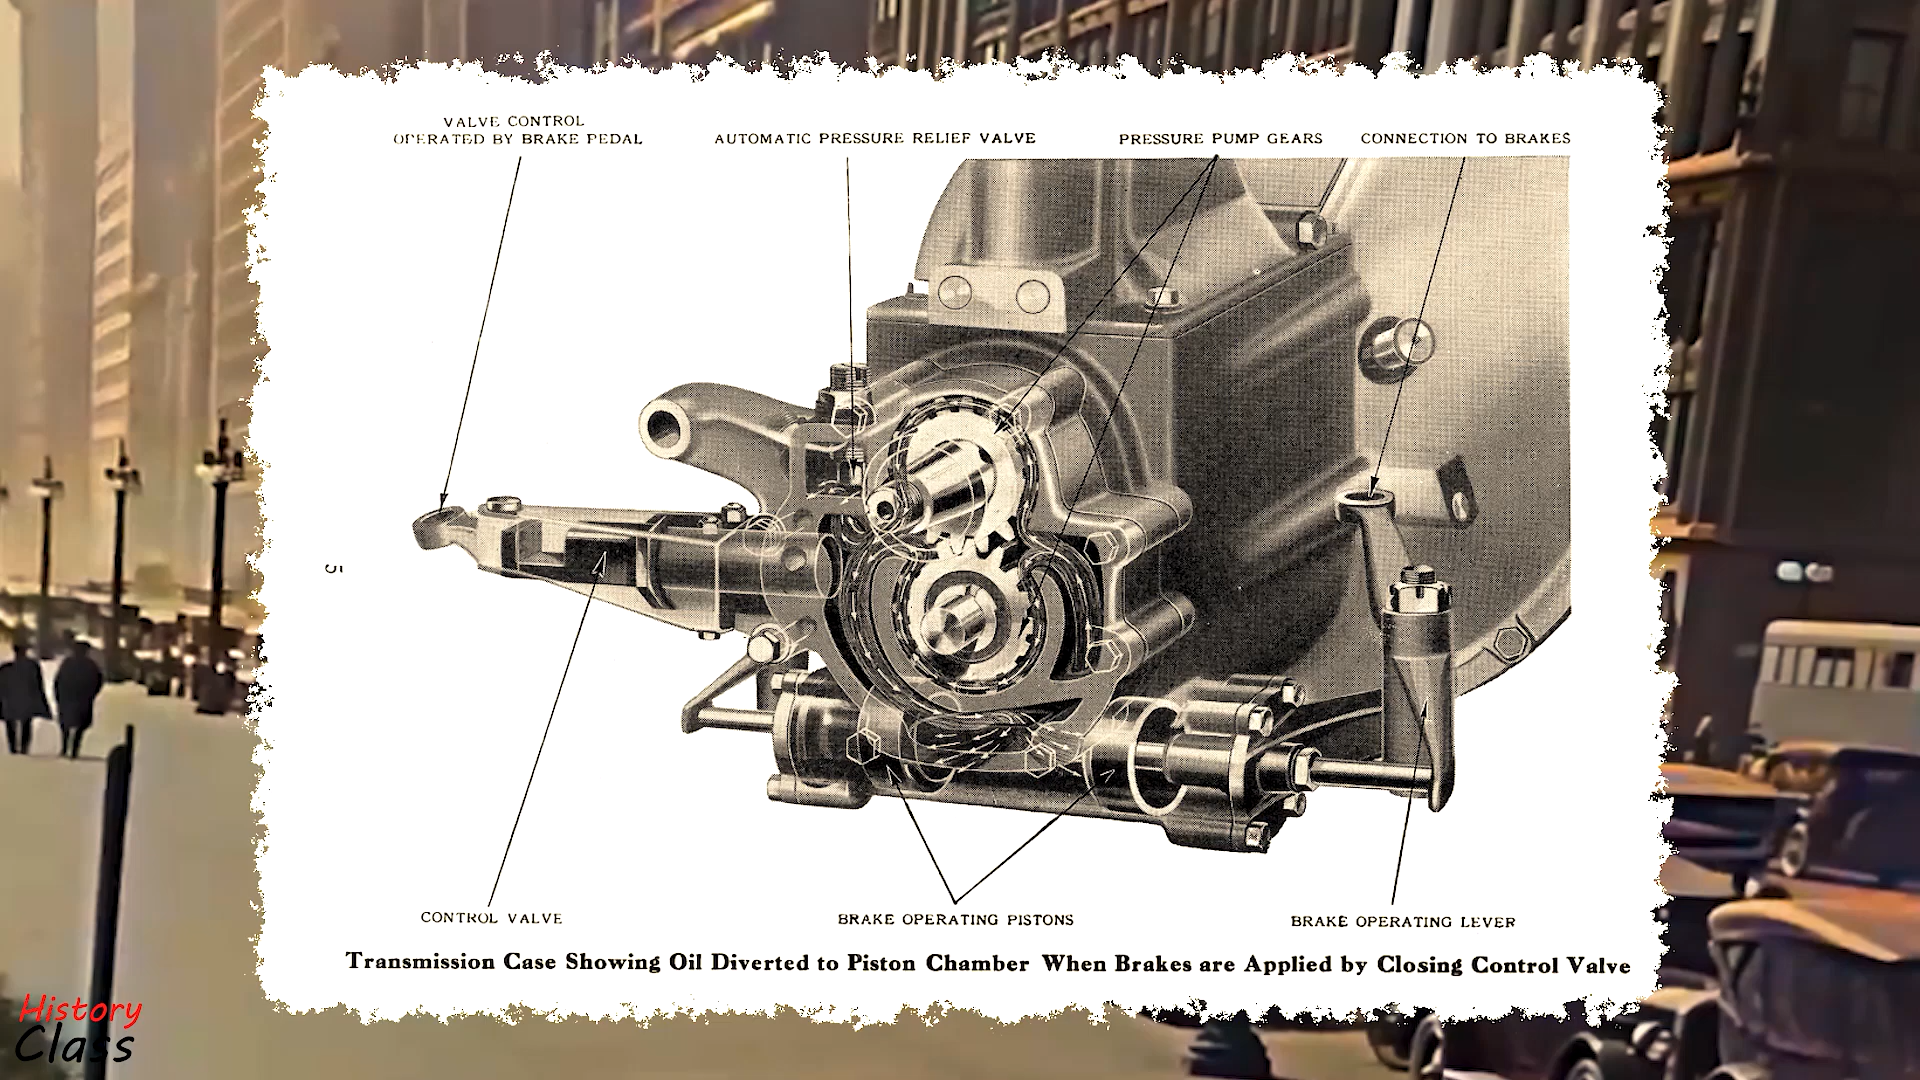 VALVE CONTROL
OPERATED BY BRAKE PEDAL
AUTOMATIC PRESSURE RELIEF VALVE
PRESSURE PUMP GEARS
CONNECTION TO BRAKES
5
CONTROL VALVE
BRAKE OPERATING PISTONS
BRAKE OPERATING LEVER
Transmission Case Showing Oil Diverted to Piston Chamber When Brakes are Applied by Closing Control Valve
History
Class